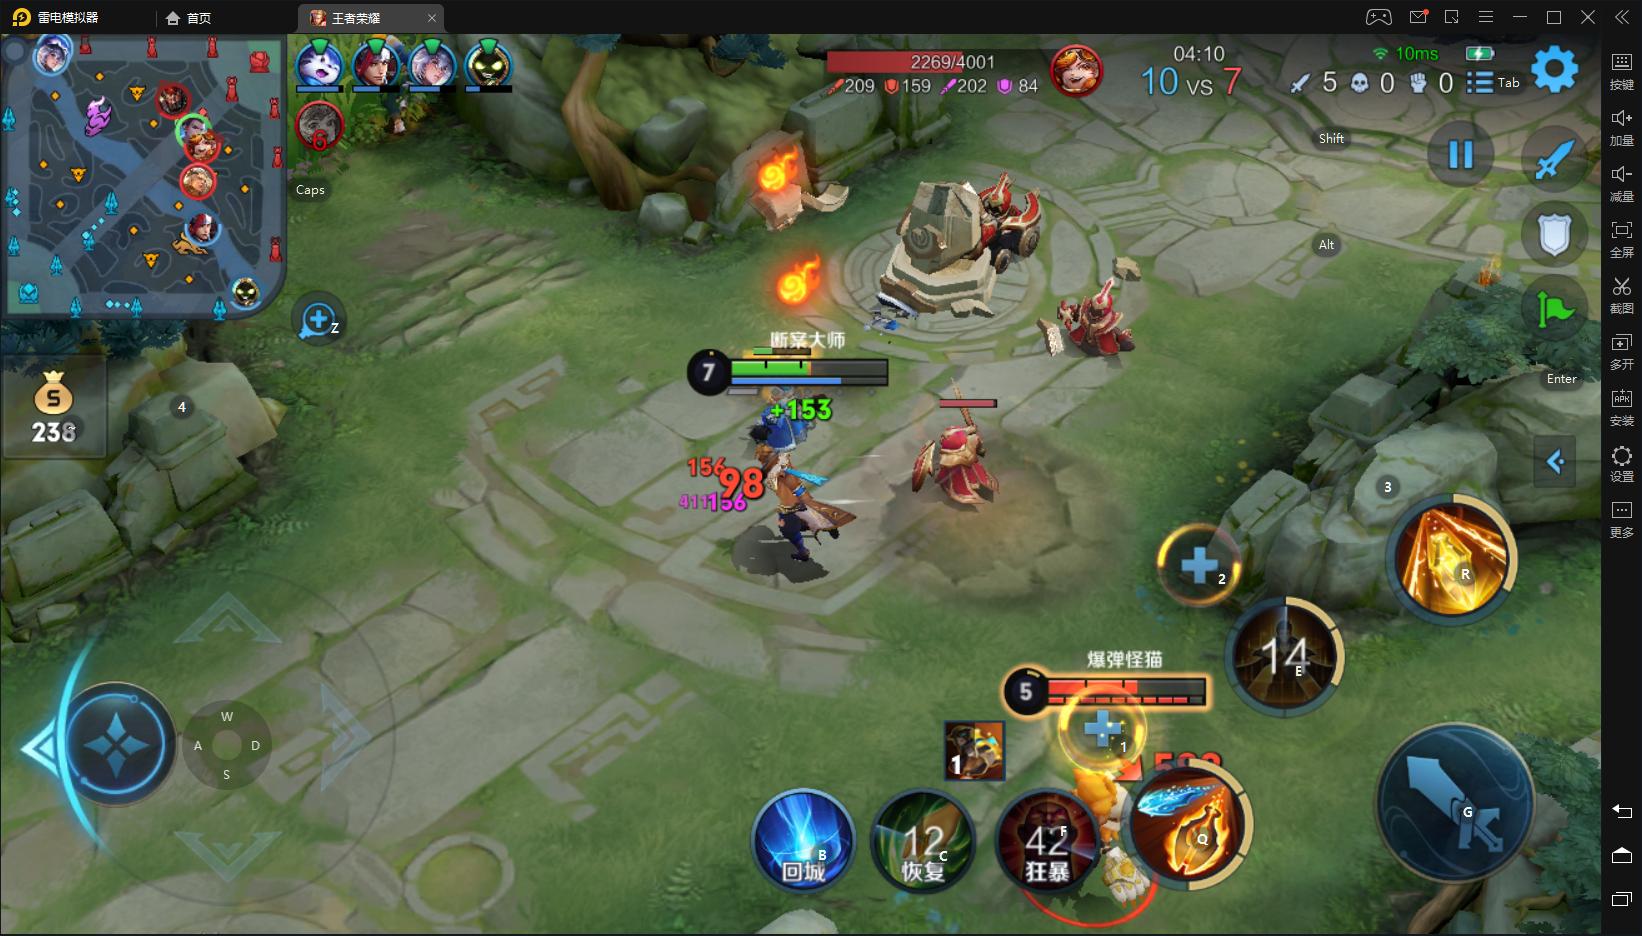 雷电模拟器
首页
王者荣耀
2269/4001
209
159
202
84
04:10
10 VS 7
10ms
5
0
0
Tab
按键
加量
减量
全屏
截图
多开
安装
设置
更多
APK
6
Caps
Shift
Alt
Enter
Z
S
238
4
断案大师
7
+153
156
98
411
156
3
2
R
14
E
爆弹怪猫
5
1
1
W
A
D
S
B
回城
12
C
恢复
42
F
狂暴
Q
G